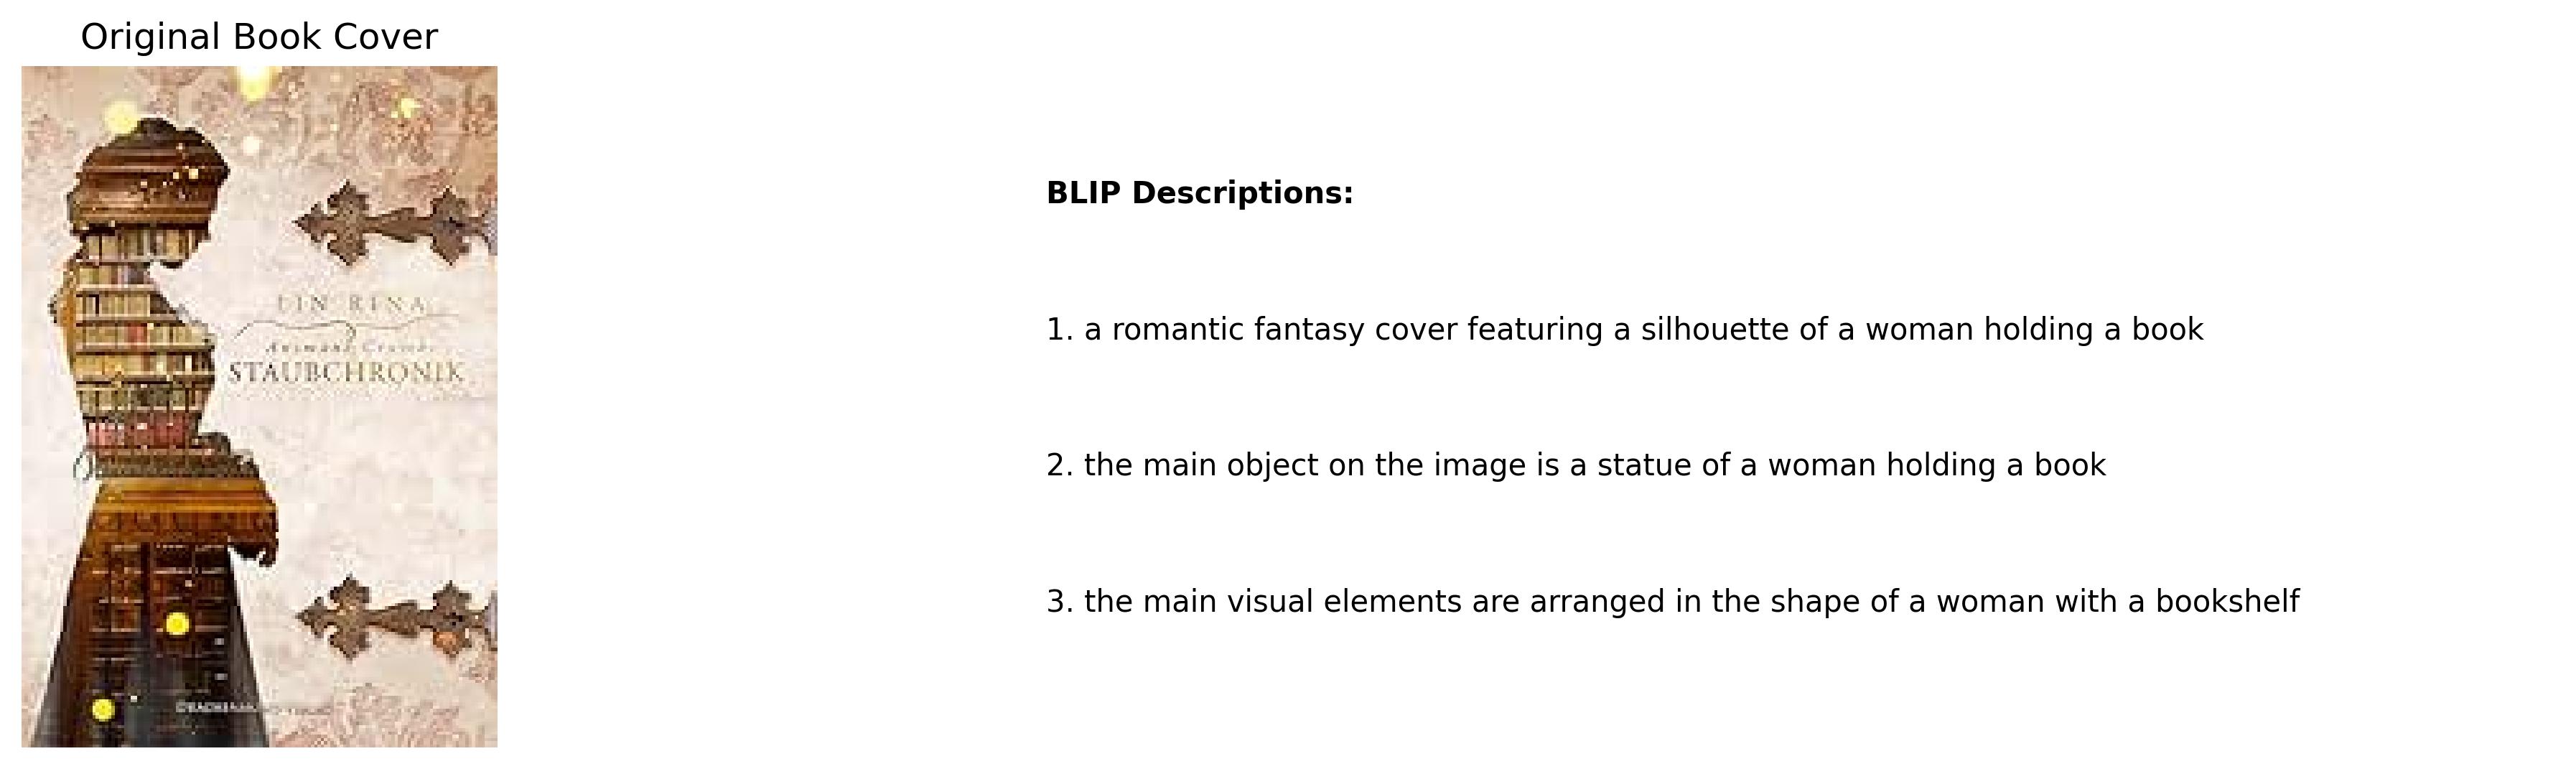 Original Book Cover
LIN RINA
Animant Crumbs
STAUBCHRONIK
BLIP Descriptions:
1. a romantic fantasy cover featuring a silhouette of a woman holding a book
2. the main object on the image is a statue of a woman holding a book
3. the main visual elements are arranged in the shape of a woman with a bookshelf